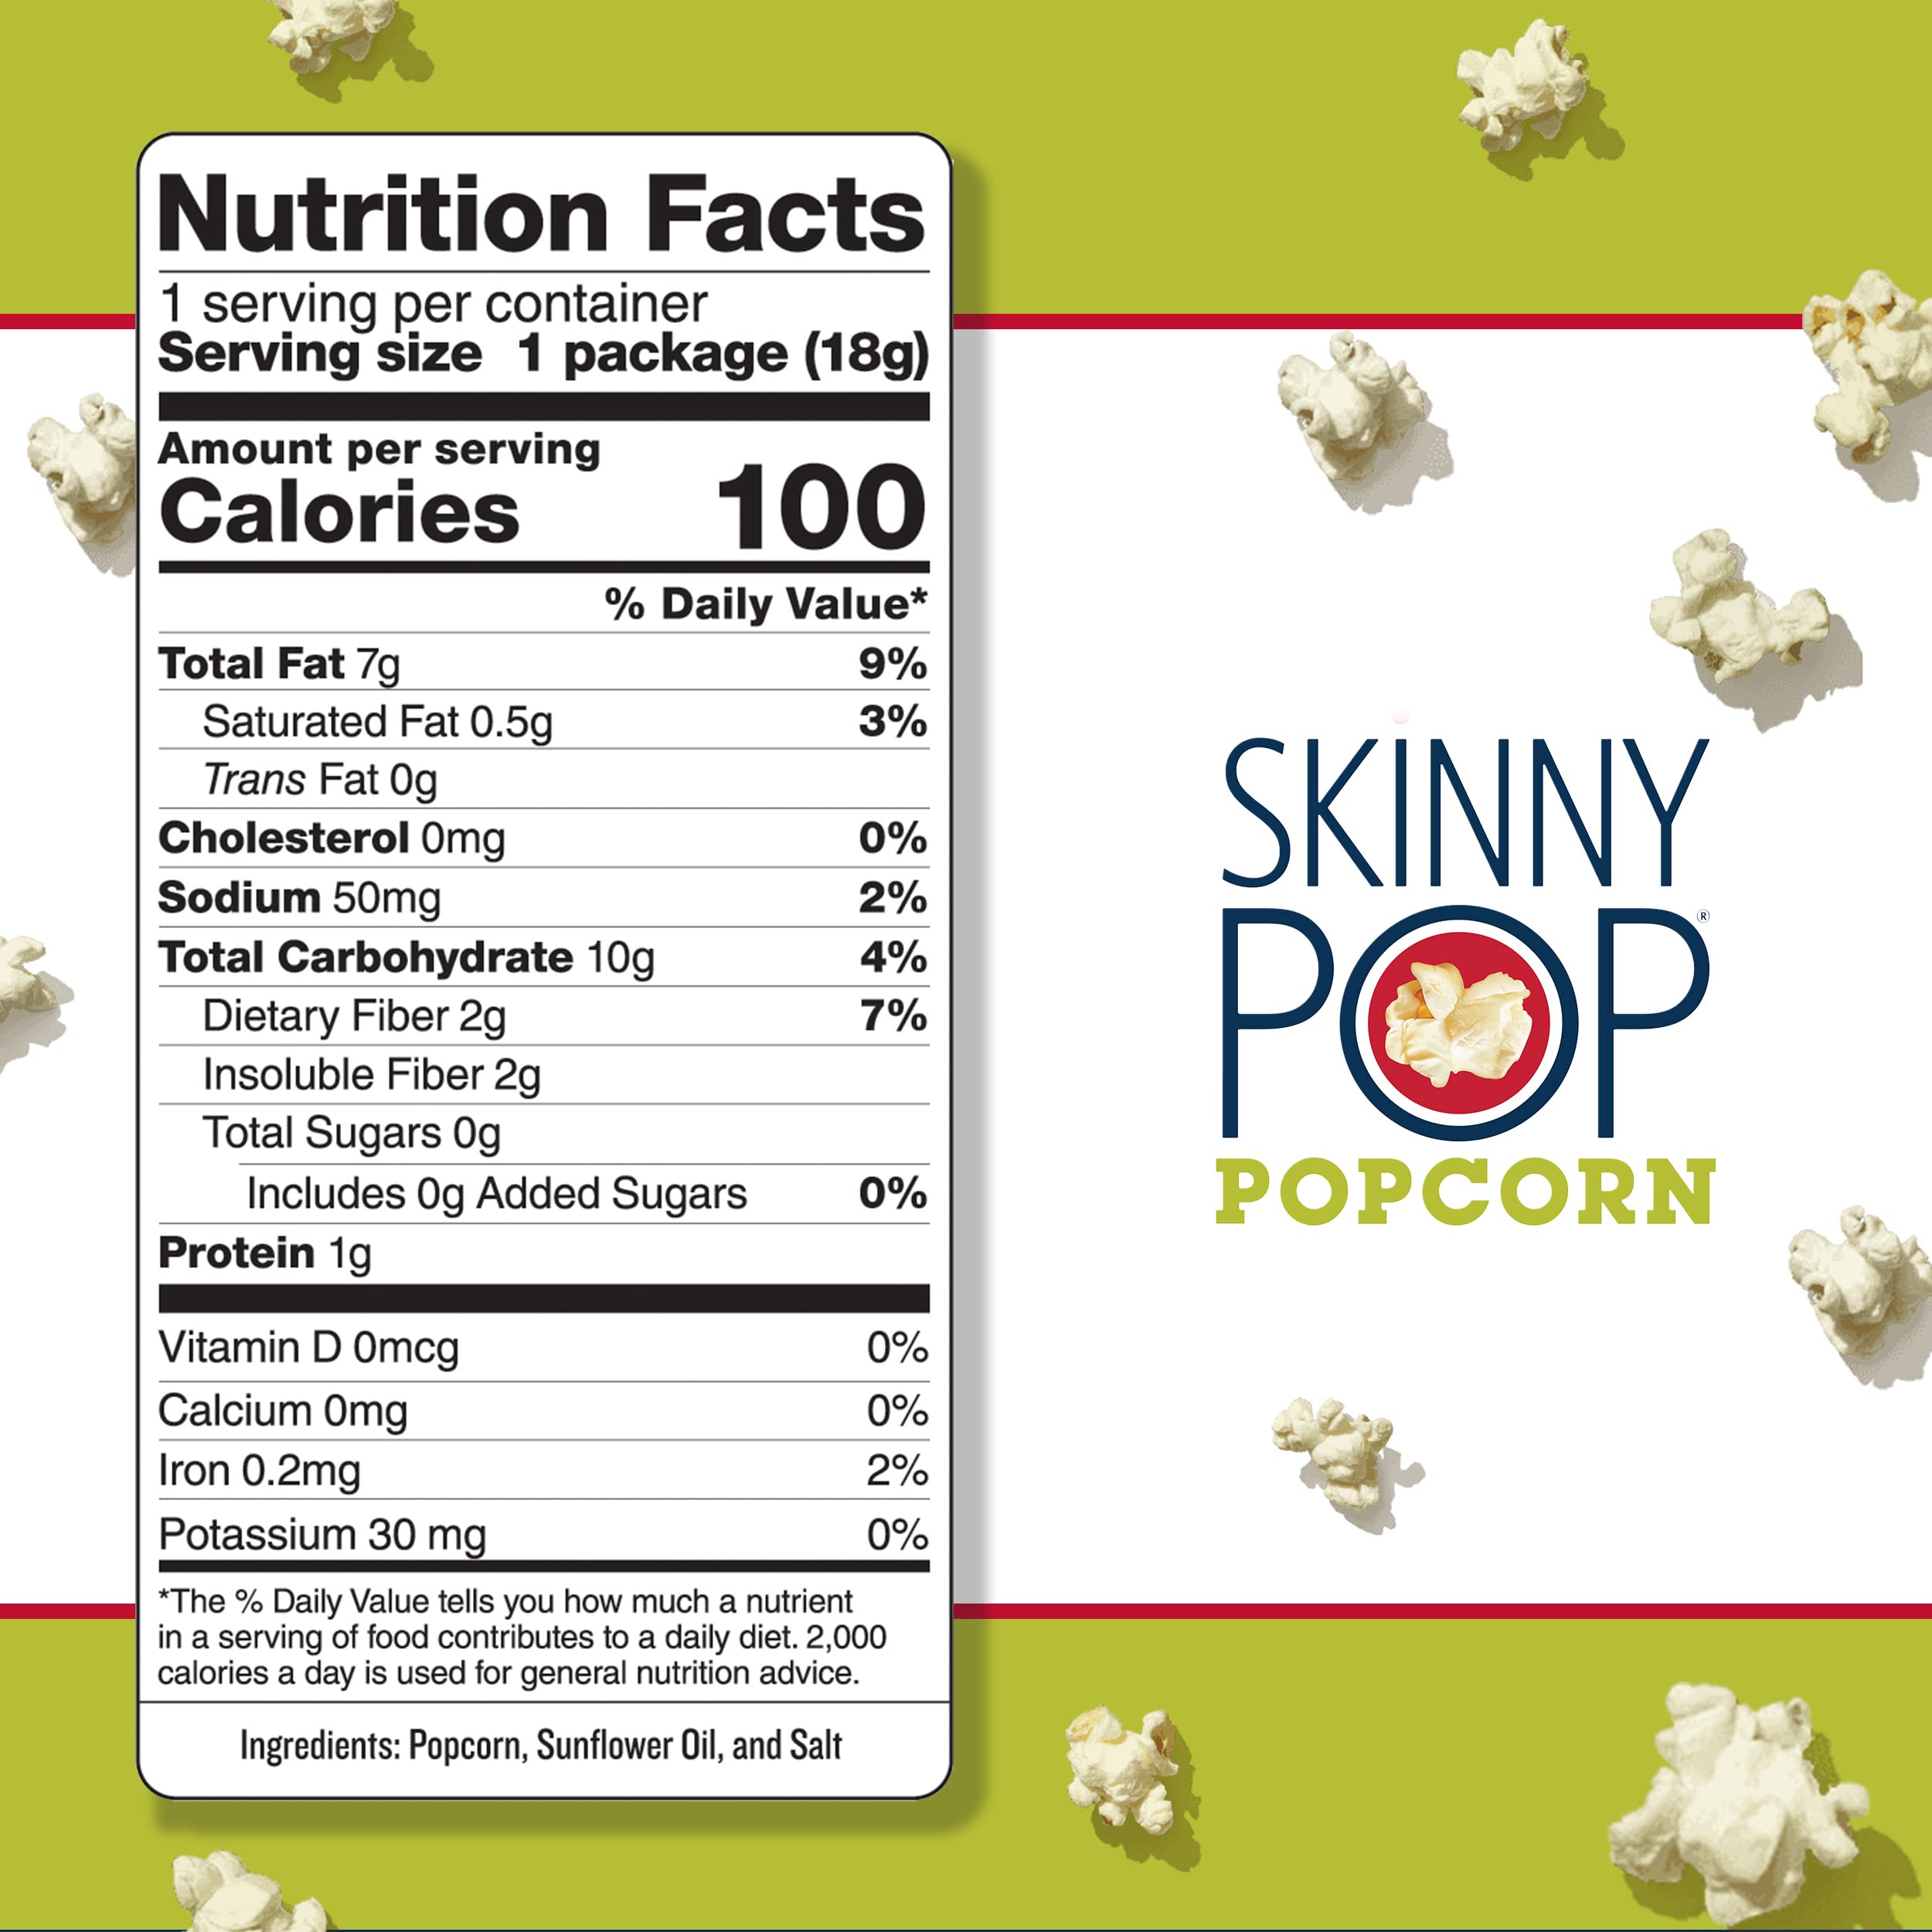 Nutrition Facts
1 serving per container
Serving size 1 package (18g)
Amount per serving
Calories 100
% Daily Value*
Total Fat 7g 9%
Saturated Fat 0.5g 3%
Trans Fat 0g
Cholesterol 0mg 0%
Sodium 50mg 2%
Total Carbohydrate 10g 4%
Dietary Fiber 2g 7%
Insoluble Fiber 2g
Total Sugars 0g
Includes 0g Added Sugars 0%
Protein 1g
Vitamin D 0mcg 0%
Calcium 0mg 0%
Iron 0.2mg 2%
Potassium 30 mg 0%
*The % Daily Value tells you how much a nutrient
in a serving of food contributes to a daily diet. 2,000
calories a day is used for general nutrition advice.
Ingredients: Popcorn, Sunflower Oil, and Salt
SKiNNY
POP®
POPCORN